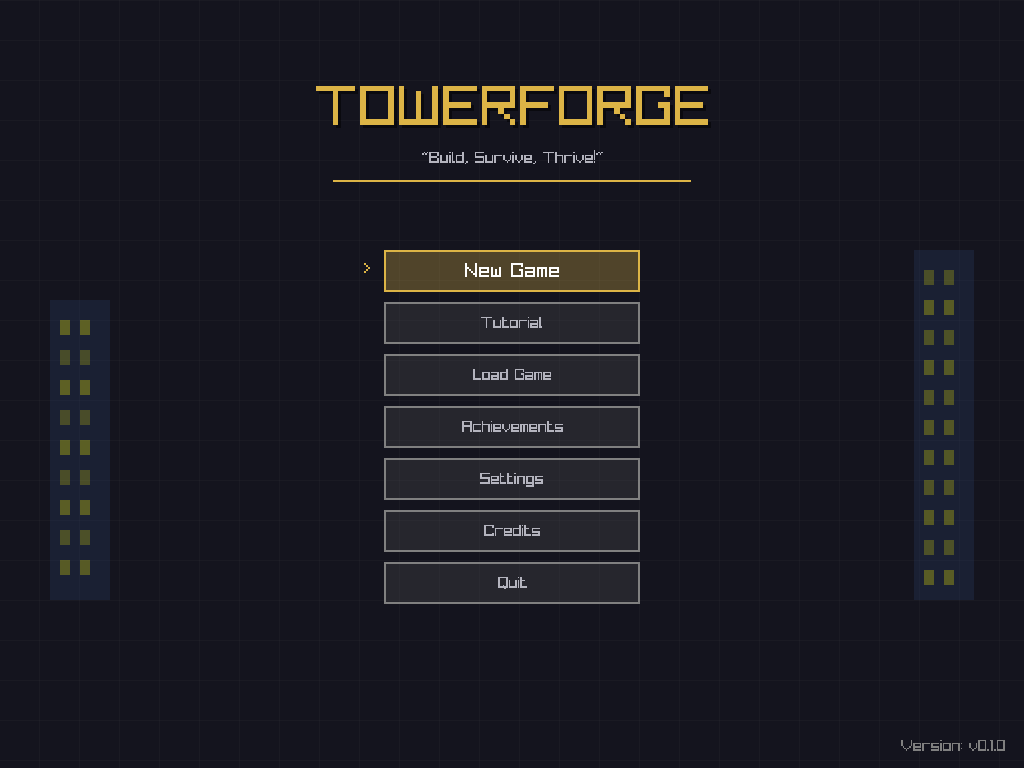 TOWERFORGE
"Build, Survive, Thrive!"
> New Game
Tutorial
Load Game
Achievements
Settings
Credits
Quit
Version: v0.1.0